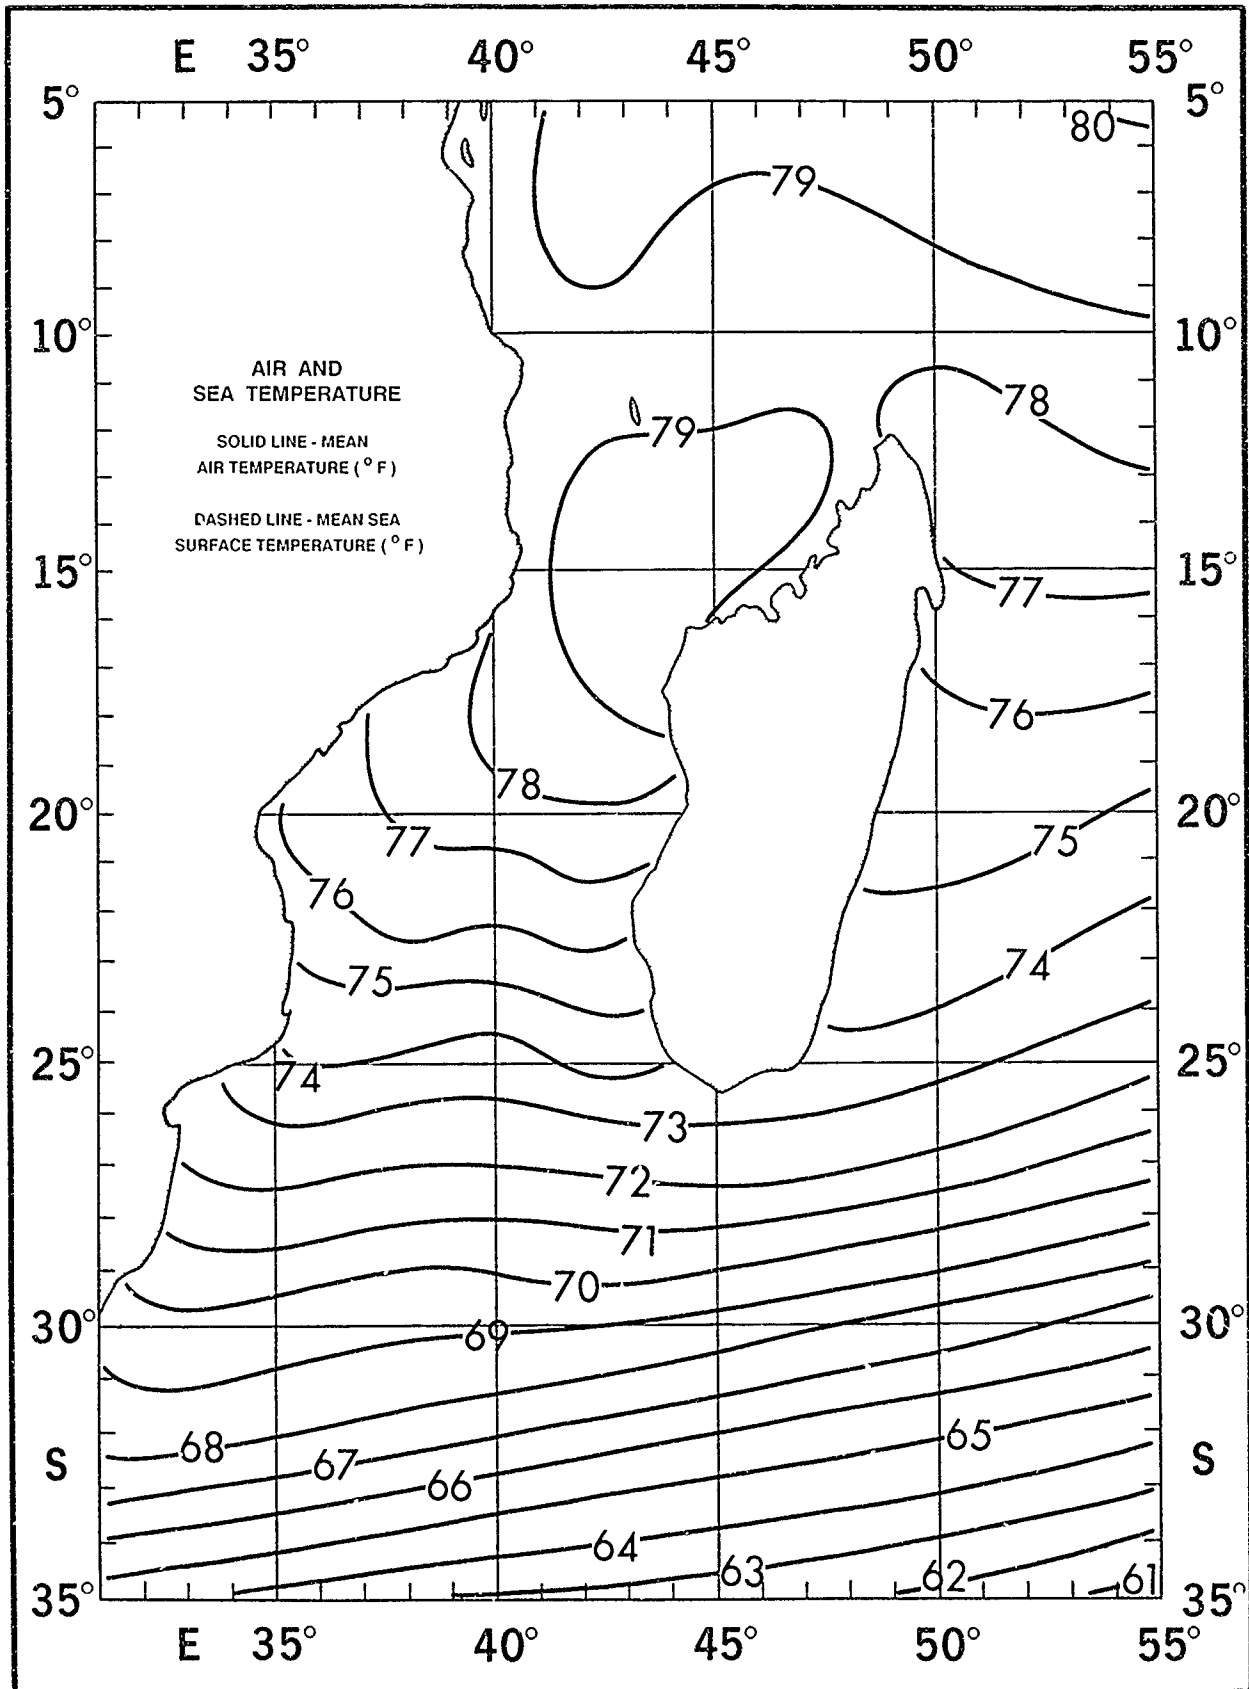 E 35° 40° 45° 50° 55°
5° 5°
80
79
10° 10°
AIR AND
SEA TEMPERATURE
78
79
SOLID LINE - MEAN
AIR TEMPERATURE (°F)
DASHED LINE - MEAN SEA
SURFACE TEMPERATURE (°F)
15° 15°
77
76
78
20° 20°
77 75
76
74
75
25° 25°
74
73
72
71
70
30° 30°
69
65
68
S 67 S
66
64
63 62 61
35° 35°
E 35° 40° 45° 50° 55°